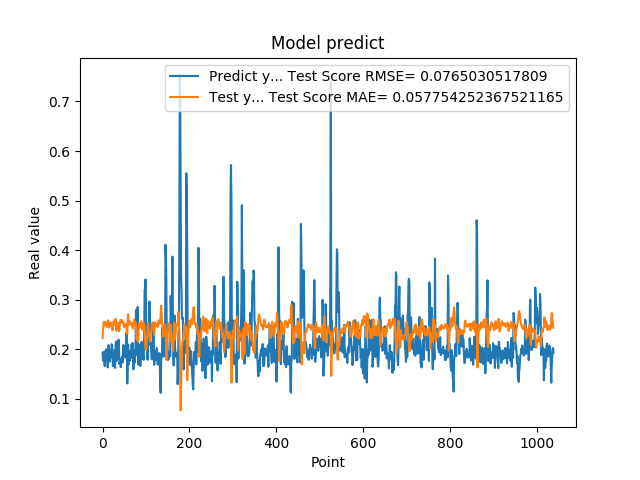 Model predict
Predict y... Test Score RMSE= 0.0765030517809
Test y... Test Score MAE= 0.057754252367521165
0.7
0.6
0.5
0.4
0.3
0.2
0.1
Real value
0 200 400 600 800 1000
Point